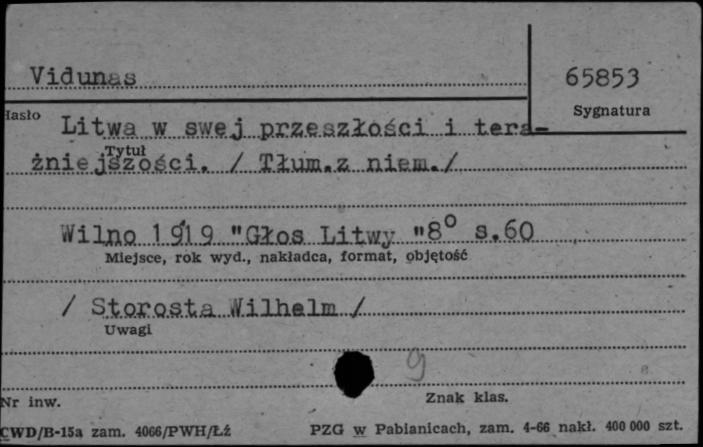 Vidunas
65853
Hasło
Sygnatura
Litwa w swej przeszłości i tera-
Tytuł
żniejszości. / Tłum.z niem./
Wilno 1919 "Głos Litwy "8° s.60
Miejsce, rok wyd., nakładca, format, objętość
/ Storosta Wilhelm /
Uwagi
9
Nr inw.
Znak klas.
CWD/B-15a zam. 4066/PWH/Łź
PZG w Pabianicach, zam. 4-66 nakł. 400 000 szt.